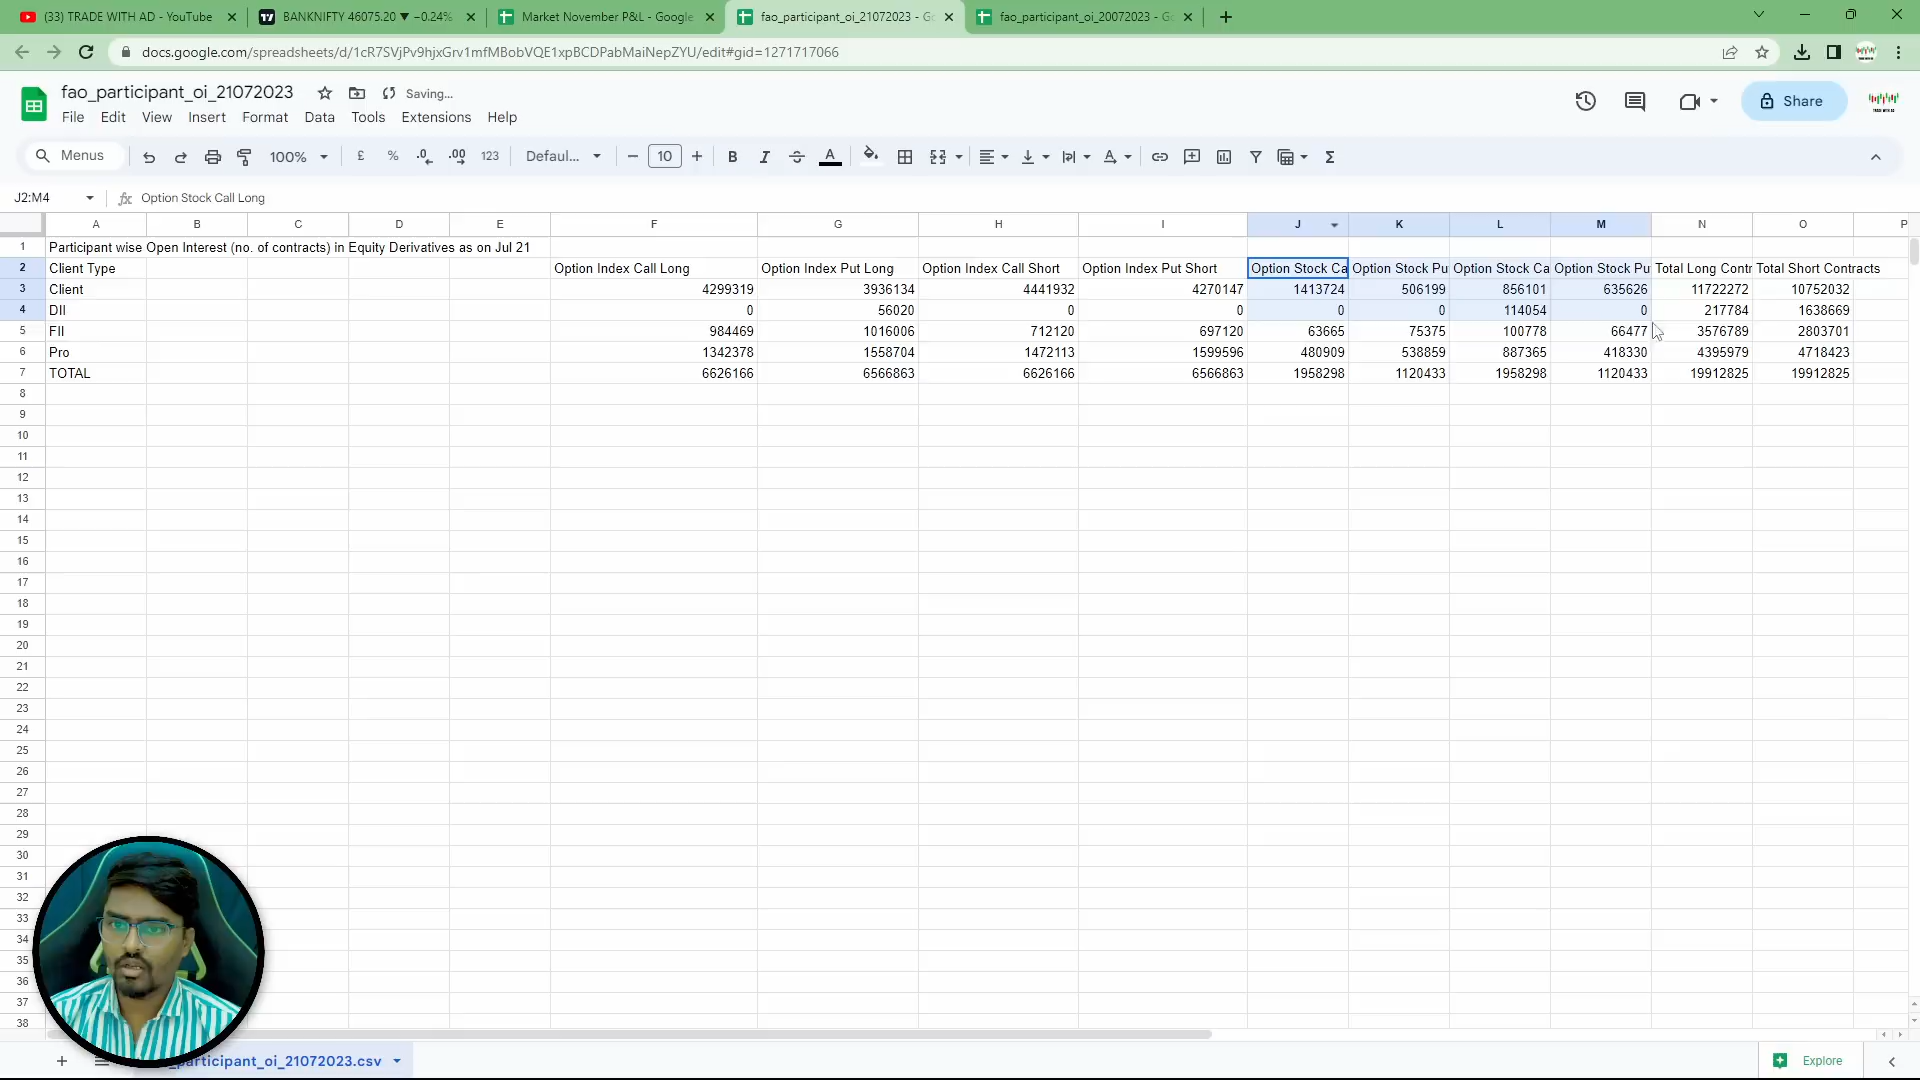 (33) TRADE WITH AD - YouTube
BANKNIFTY 46075.20 ▼ −0.24%
Market November P&L - Google
fao_participant_oi_21072023 - Go
fao_participant_oi_20072023 - Go
docs.google.com/spreadsheets/d/1cR7SVjPv9hjxGrv1mfMBobVQE1xpBCDPabMaiNepZYU/edit#gid=1271717066
fao_participant_oi_21072023 Saving...
File Edit View Insert Format Data Tools Extensions Help
Share
Menus 100% £ % .0 .00 123 Defaul... − 10 + B I A Σ
J2:M4 fx Option Stock Call Long
A B C D E F G H I J K L M N O P
1 Participant wise Open Interest (no. of contracts) in Equity Derivatives as on Jul 21
2 Client Type Option Index Call Long Option Index Put Long Option Index Call Short Option Index Put Short Option Stock Ca Option Stock Pu Option Stock Ca Option Stock Pu Total Long Contr Total Short Contracts
3 Client 4299319 3936134 4441932 4270147 1413724 506199 856101 635626 11722272 10752032
4 DII 0 56020 0 0 0 0 114054 0 217784 1638669
5 FII 984469 1016006 712120 697120 63665 75375 100778 66477 3576789 2803701
6 Pro 1342378 1558704 1472113 1599596 480909 538859 887365 418330 4395979 4718423
7 TOTAL 6626166 6566863 6626166 6566863 1958298 1120433 1958298 1120433 19912825 19912825
8
9
10
11
12
13
14
15
16
17
18
19
20
21
22
23
24
25
26
27
28
29
30
31
32
33
34
35
36
37
38
participant_oi_21072023.csv
Explore